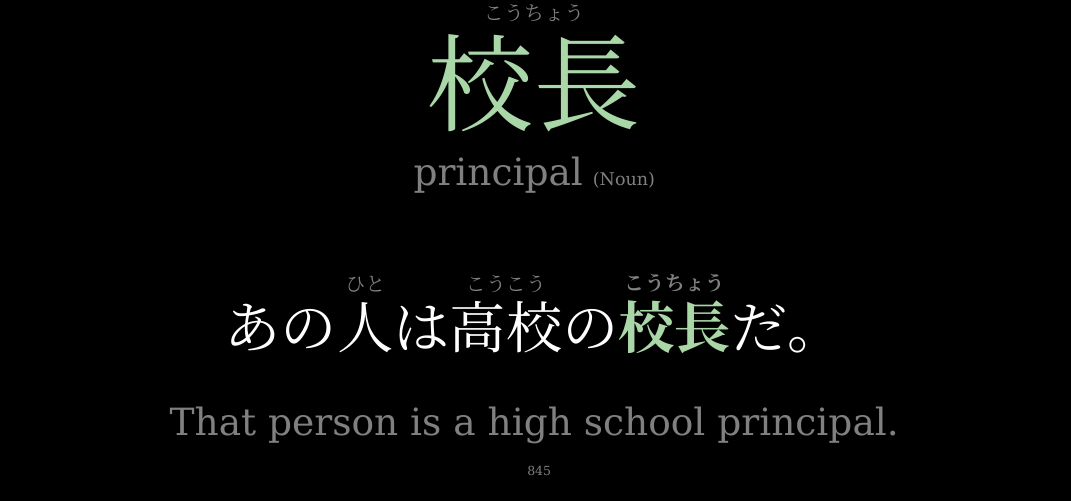 こうちょう
校長
principal (Noun)
ひと こうこう こうちょう
あの人は高校の校長だ。
That person is a high school principal.
845